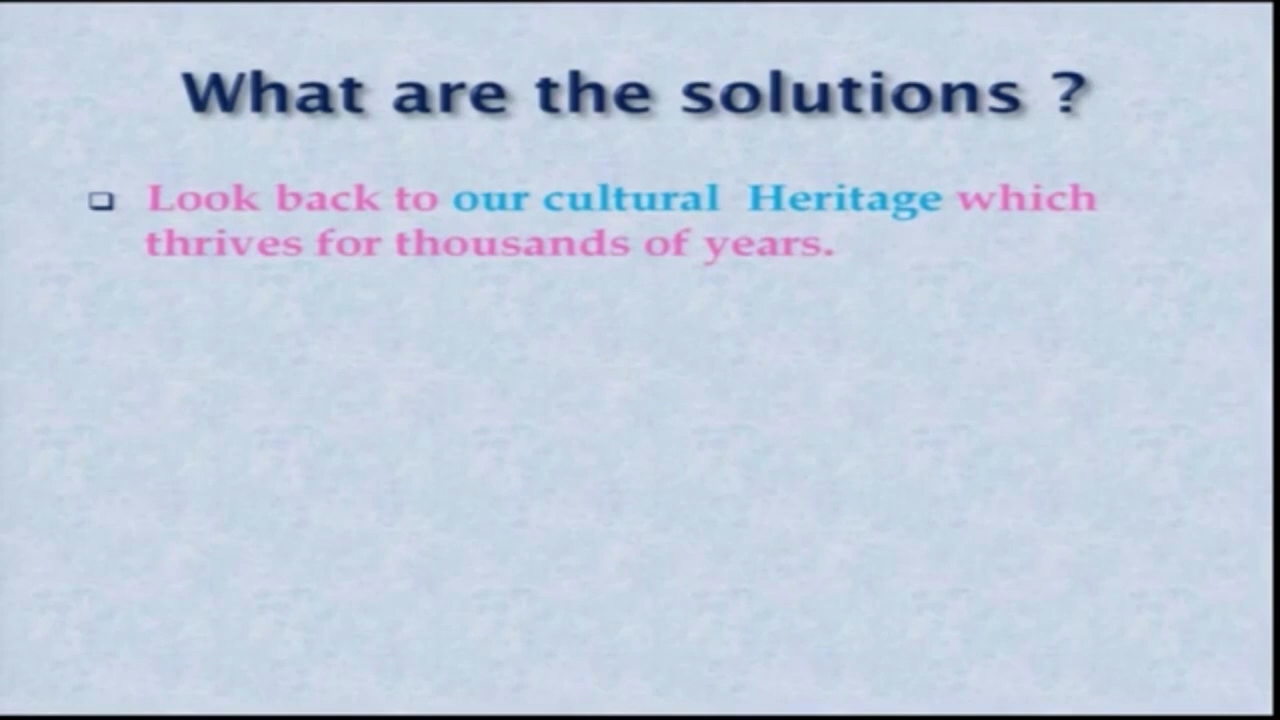 What are the solutions ?
Look back to our cultural Heritage which
thrives for thousands of years.